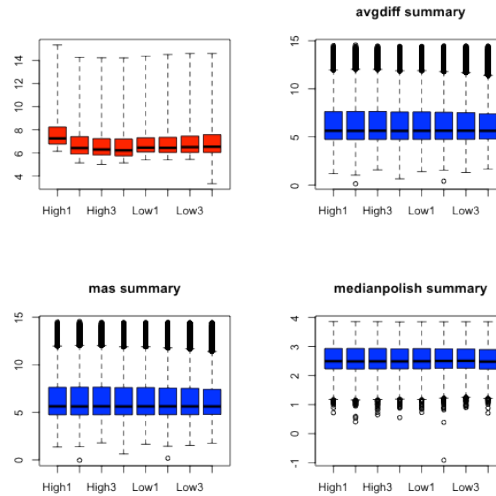 avgdiff summary
14
12
10
8
6
4
High1 High3 Low1 Low3
15
10
5
0
High1 High3 Low1 Low3
mas summary
15
10
5
0
High1 High3 Low1 Low3
medianpolish summary
4
3
2
1
0
-1
High1 High3 Low1 Low3